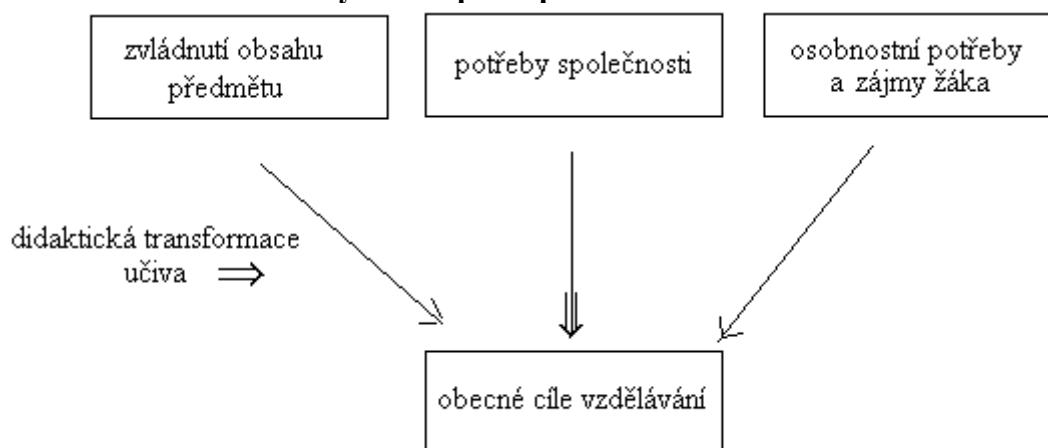 zvládnutí obsahu
předmětu
potřeby společnosti
osobnostní potřeby
a zájmy žáka
didaktická transformace
učiva ⇒
obecné cíle vzdělávání